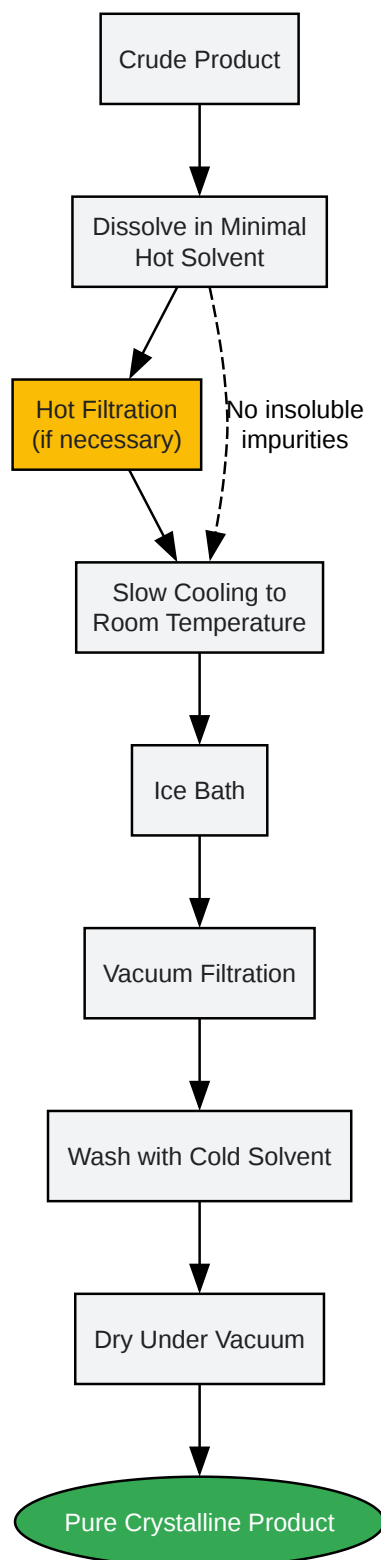 Crude Product
Dissolve in Minimal
Hot Solvent
Hot Filtration
(if necessary)
No insoluble
impurities
Slow Cooling to
Room Temperature
Ice Bath
Vacuum Filtration
Wash with Cold Solvent
Dry Under Vacuum
Pure Crystalline Product